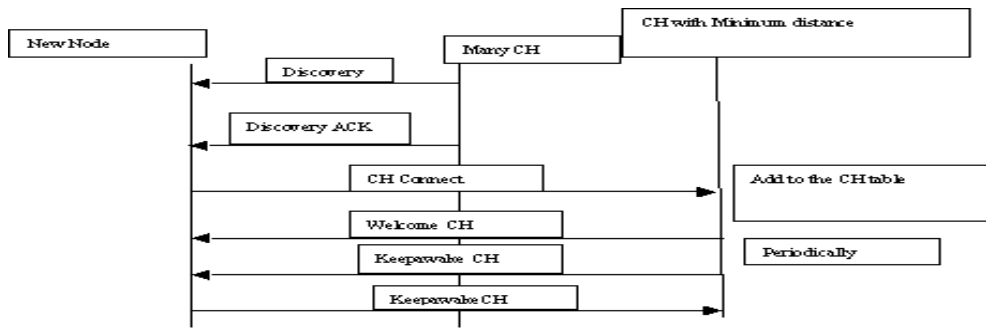 CH with Minimum distance
New Node
Many CH
Discovery
Discovery ACK
CH Connect
Add to the CH table
Welcome CH
Periodically
Keepawake CH
Keepawake CH